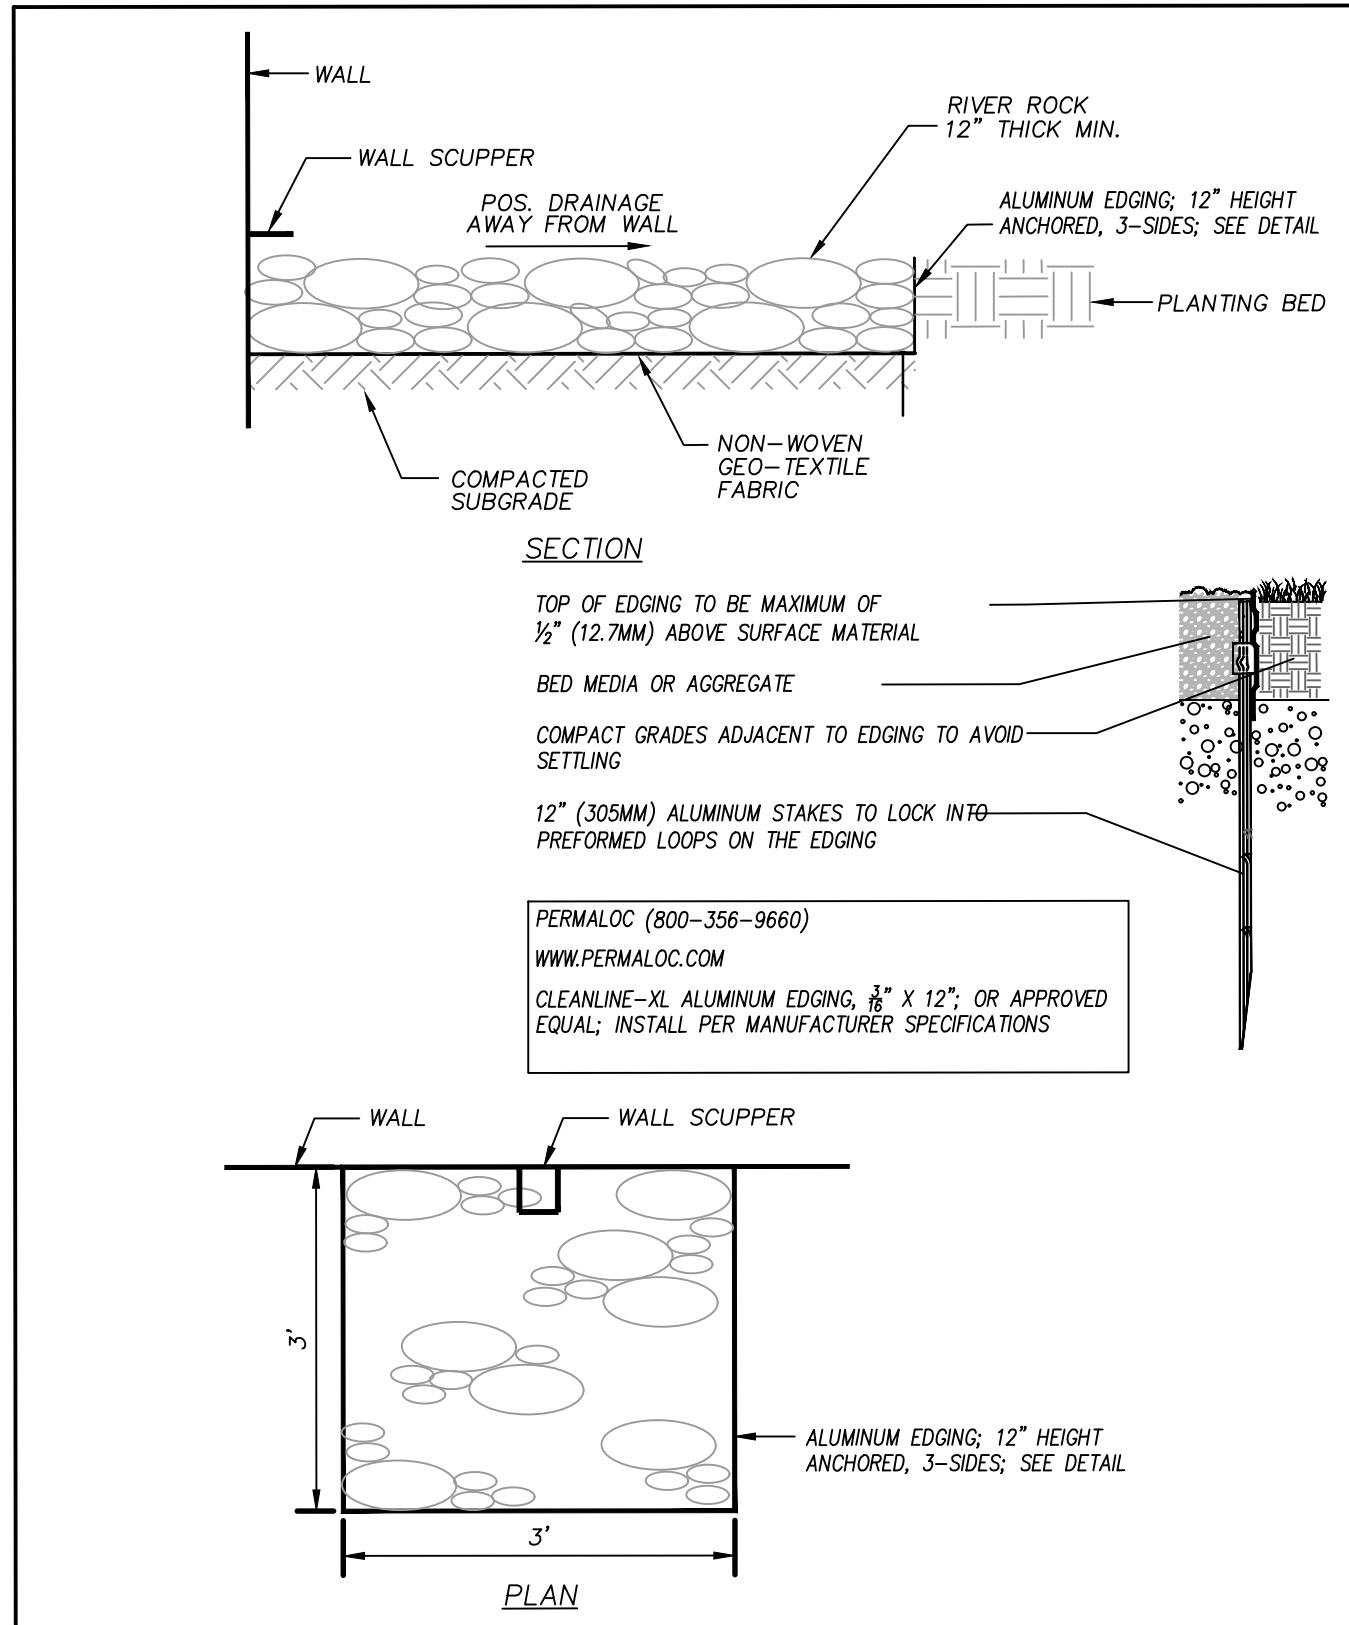 WALL
RIVER ROCK
12" THICK MIN.
WALL SCUPPER
POS. DRAINAGE
AWAY FROM WALL
ALUMINUM EDGING; 12" HEIGHT
ANCHORED, 3-SIDES; SEE DETAIL
PLANTING BED
NON-WOVEN
GEO-TEXTILE
FABRIC
COMPACTED
SUBGRADE
SECTION
TOP OF EDGING TO BE MAXIMUM OF
½" (12.7MM) ABOVE SURFACE MATERIAL
BED MEDIA OR AGGREGATE
COMPACT GRADES ADJACENT TO EDGING TO AVOID
SETTLING
12" (305MM) ALUMINUM STAKES TO LOCK INTO
PREFORMED LOOPS ON THE EDGING
PERMALOC (800-356-9660)
WWW.PERMALOC.COM
CLEANLINE-XL ALUMINUM EDGING, 3/16" X 12"; OR APPROVED
EQUAL; INSTALL PER MANUFACTURER SPECIFICATIONS
WALL
WALL SCUPPER
3'
ALUMINUM EDGING; 12" HEIGHT
ANCHORED, 3-SIDES; SEE DETAIL
3'
PLAN